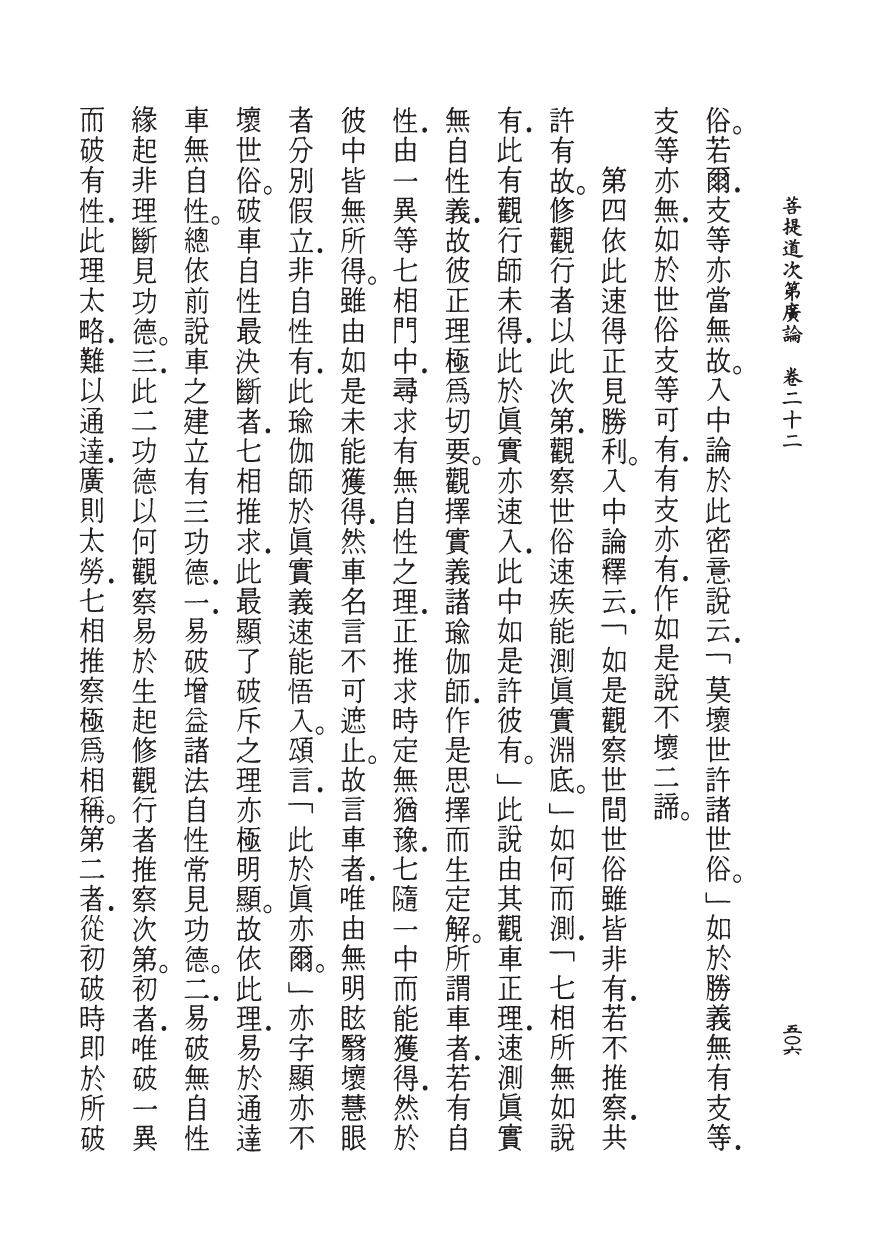 菩提道次第廣論　卷二十二
五〇六
俗。若爾．支等亦當無故。入中論於此密意說云．「莫壞世許諸世俗。」如於勝義無有支等．
支等亦無．如於世俗支等可有．有支亦有．作如是說不壞二諦。
第四依此速得正見勝利。入中論釋云．「如是觀察世間世俗雖皆非有．若不推察．共
許有故。修觀行者以此次第．觀察世俗速疾能測眞實淵底。」如何而測．「七相所無如說
有．此有觀行師未得．此於眞實亦速入．此中如是許彼有。」此說由其觀車正理．速測眞實
無自性義．故彼正理極爲切要。觀擇實義諸瑜伽師．作是思擇而生定解。所謂車者．若有自
性．由一異等七相門中．尋求有無自性之理．正推求時定無猶豫．七隨一中而能獲得．然於
彼中皆無所得。雖由如是未能獲得．然車名言不可遮止。故言車者．唯由無明眩翳壞慧眼
者分別假立．非自性有．此瑜伽師於眞實義速能悟入。頌言．「此於眞亦爾。」亦字顯亦不
壞世俗。破車自性最決斷者．七相推求．此最顯了破斥之理亦極明顯。故依此理．易於通達
車無自性。總依前說車之建立有三功德．一．易破增益諸法自性常見功德。二．易破無自性
緣起非理斷見功德。三．此二功德以何觀察易於生起修觀行者推察次第。初者．唯破一異
而破有性．此理太略．難以通達．廣則太勞．七相推察極爲相稱。第二者．從初破時即於所破